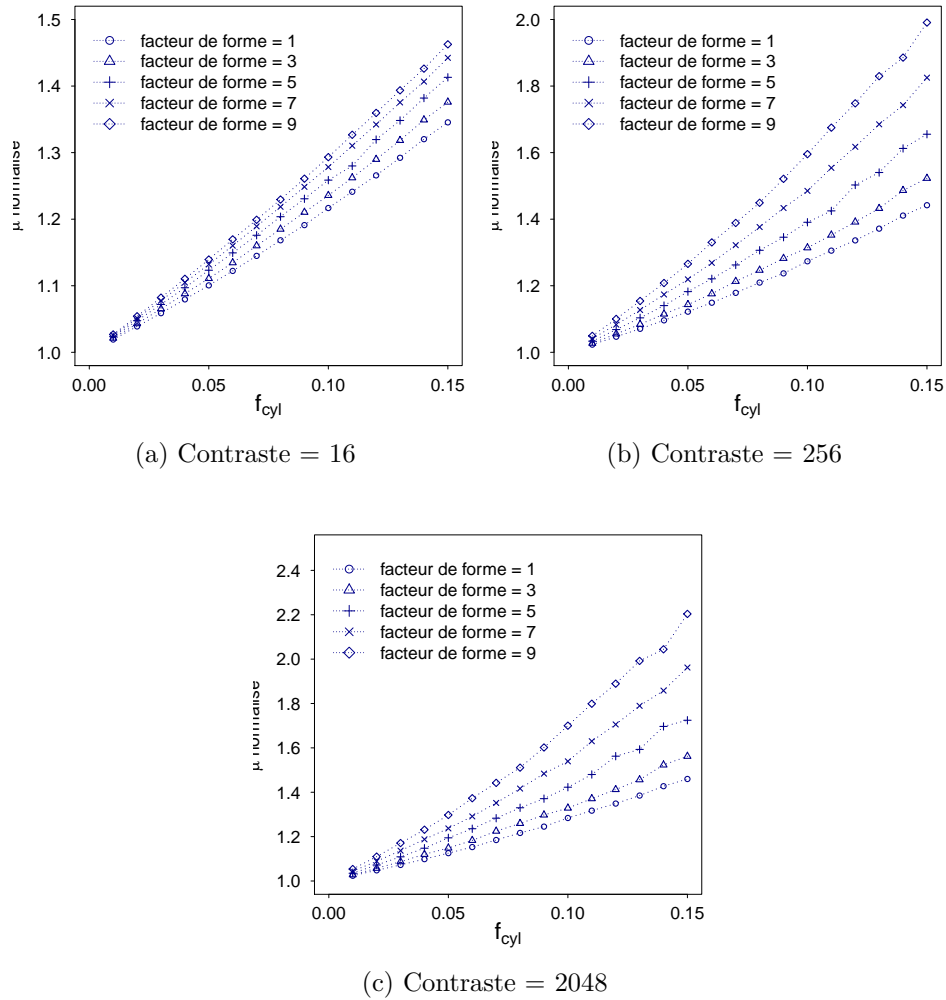 1.5
1.4
1.3
1.2
1.1
1.0
µ normalisé
facteur de forme = 1
facteur de forme = 3
facteur de forme = 5
facteur de forme = 7
facteur de forme = 9
0.00 0.05 0.10 0.15
fcyl
(a) Contraste = 16
2.0
1.8
1.6
1.4
1.2
1.0
µ normalisé
facteur de forme = 1
facteur de forme = 3
facteur de forme = 5
facteur de forme = 7
facteur de forme = 9
0.00 0.05 0.10 0.15
fcyl
(b) Contraste = 256
2.4
2.2
2.0
1.8
1.6
1.4
1.2
1.0
µ normalisé
facteur de forme = 1
facteur de forme = 3
facteur de forme = 5
facteur de forme = 7
facteur de forme = 9
0.00 0.05 0.10 0.15
fcyl
(c) Contraste = 2048